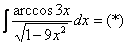 ∫ arccos 3x / √(1−9x²) dx = (*)